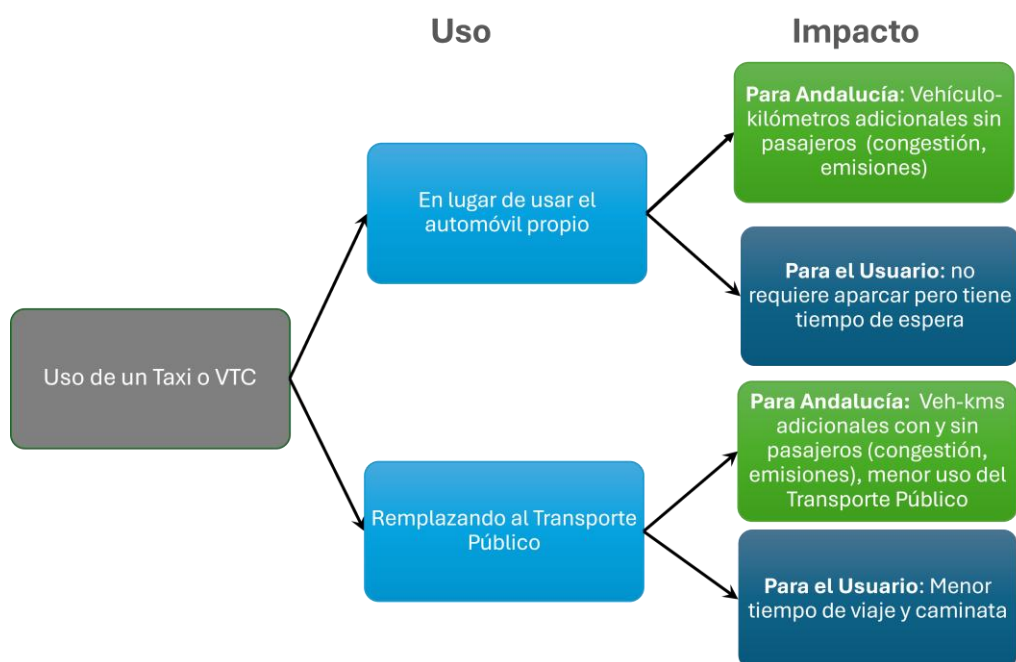 Uso
Impacto
Para Andalucía: Vehículo-
kilómetros adicionales sin
pasajeros (congestión,
emisiones)
En lugar de usar el
automóvil propio
Para el Usuario: no
requiere aparcar pero tiene
tiempo de espera
Uso de un Taxi o VTC
Para Andalucía: Veh-kms
adicionales con y sin
pasajeros (congestión,
emisiones), menor uso del
Transporte Público
Remplazando al Transporte
Público
Para el Usuario: Menor
tiempo de viaje y caminata